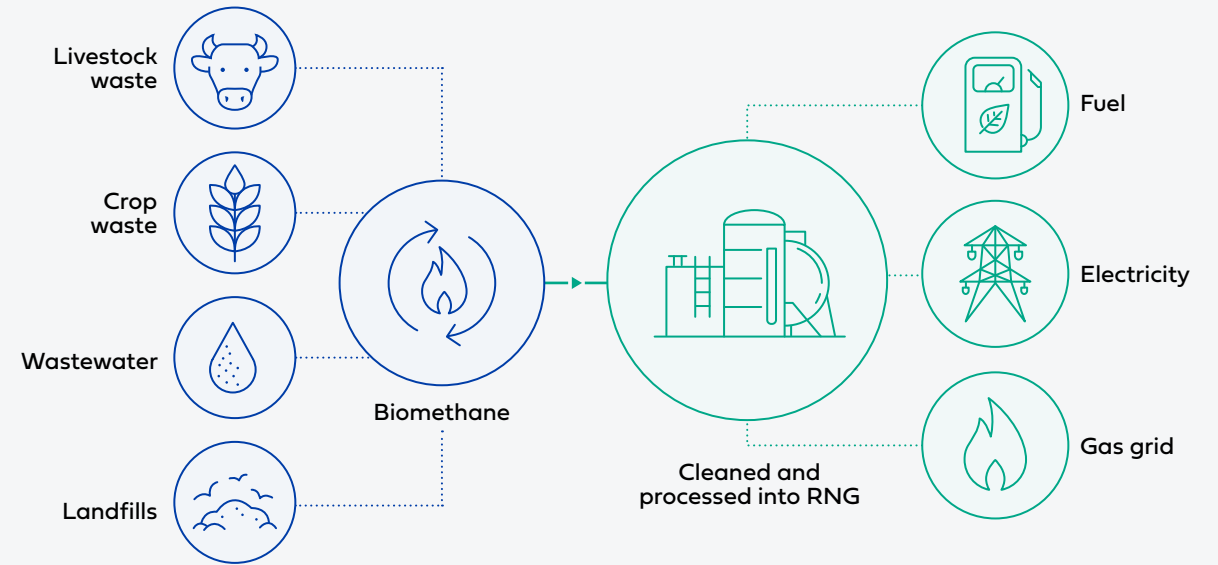 Livestock
waste
Crop
waste
Wastewater
Landfills
Biomethane
Cleaned and
processed into RNG
Fuel
Electricity
Gas grid